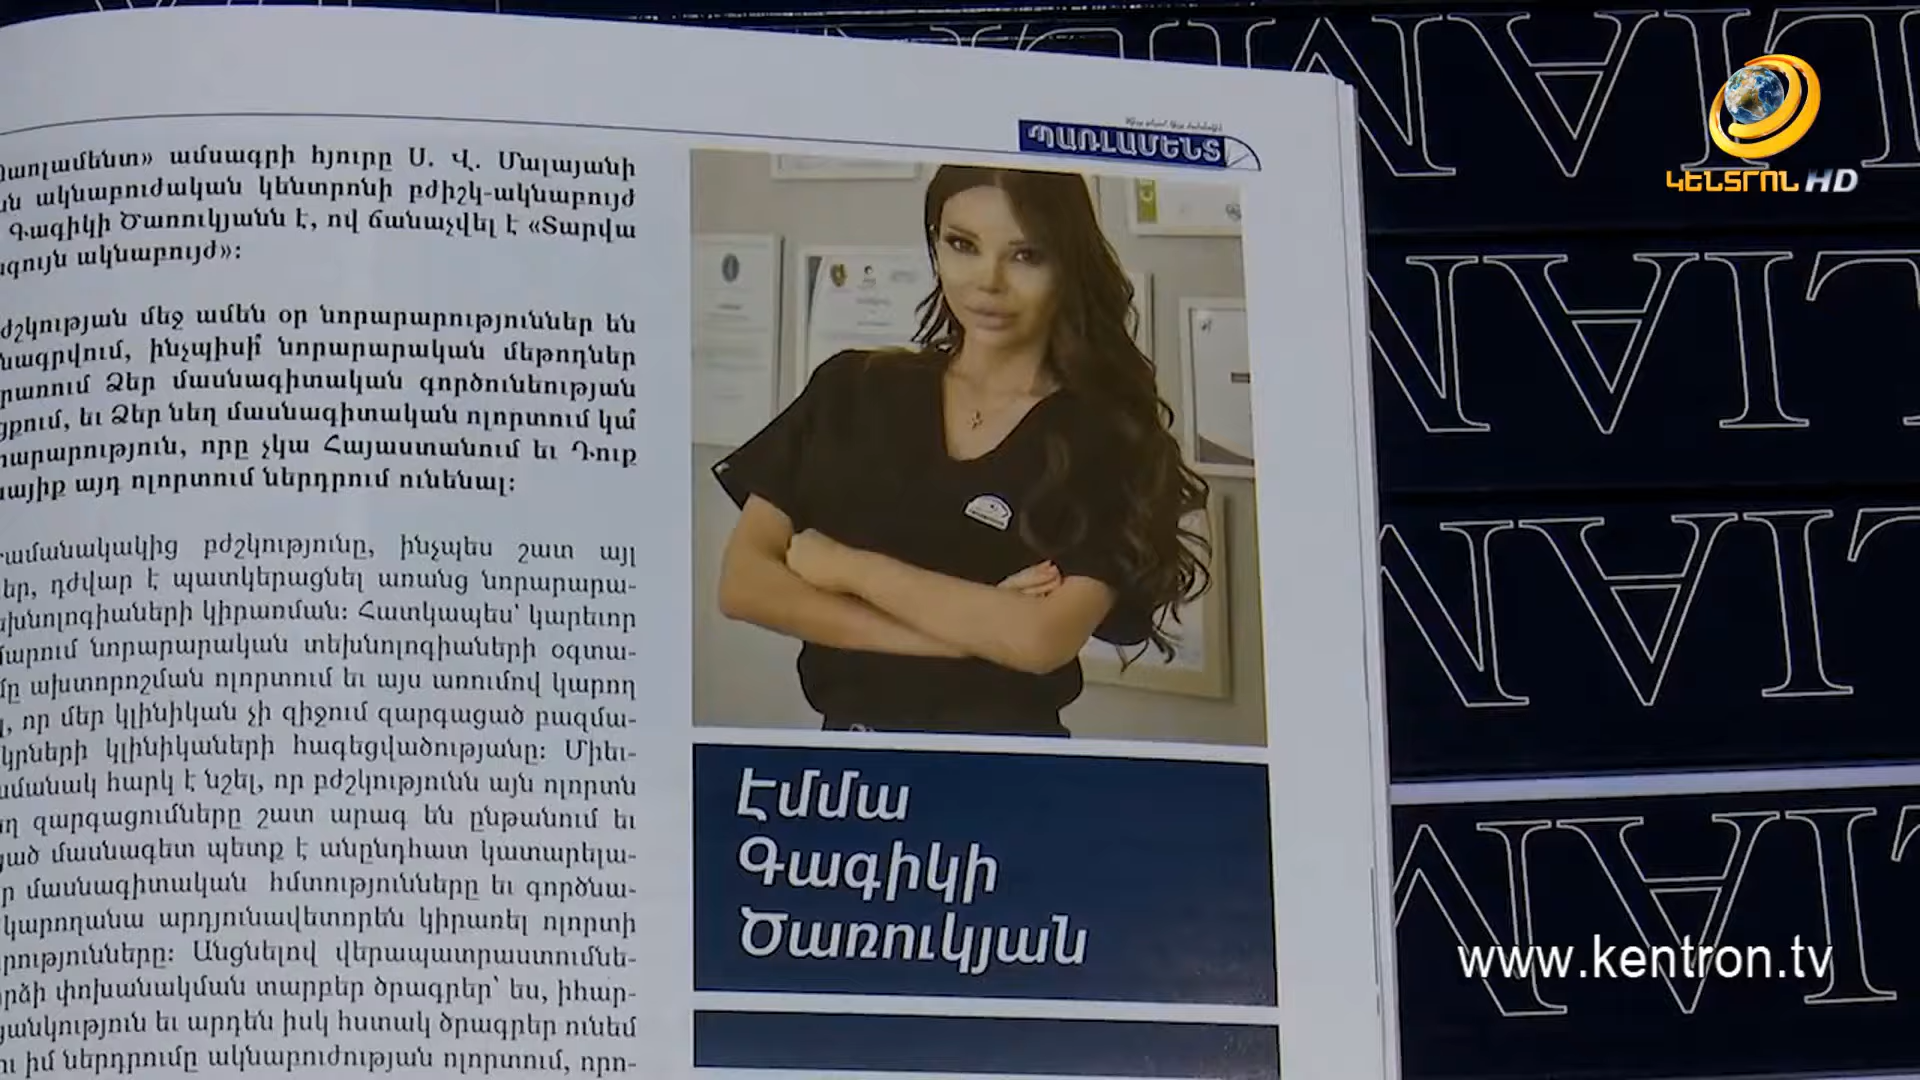 ՊԱՌԼԱՄԵՆՏ
ԿԵՆՏՐՈՆ HD
ամսագրի հյուրը Ս. Վ. Մալայանի
ակնաբուժական կենտրոնի բժիշկ-ակնաբույժ
Գագիկի Ծառուկյանն է, ով ճանաչվել է «Տարվա
ակնաբույժ»:
մեջ ամեն օր նորարարություններ են
ինչպիսի՞ նորարարական մեթոդներ
Ձեր մասնագիտական գործունեության
եւ Ձեր նեղ մասնագիտական ոլորտում կա՞
որը չկա Հայաստանում եւ Դուք
այդ ոլորտում ներդրում ունենալ:
բժշկությունը, ինչպես շատ այլ
դժվար է պատկերացնել առանց նորարարա-
կիրառման: Հատկապես՝ կարեւոր
նորարարական տեխնոլոգիաների օգտա-
ախտորոշման ոլորտում եւ այս առումով կարող
որ մեր կլինիկան չի զիջում զարգացած բազմա-
կլինիկաների հագեցվածությանը: Միեւ-
հարկ է նշել, որ բժշկությունն այն ոլորտն
զարգացումները շատ արագ են ընթանում եւ
մասնագետ պետք է անընդհատ կատարելա-
մասնագիտական հմտությունները եւ գործնա-
կարողանա արդյունավետորեն կիրառել ոլորտի
Անցնելով վերապատրաստումնե-
փոխանակման տարբեր ծրագրեր՝ ես, իհար-
եւ արդեն իսկ հստակ ծրագրեր ունեմ
իմ ներդրումը ակնաբուժության ոլորտում, որո-
Էմմա
Գագիկի
Ծառուկյան
www.kentron.tv